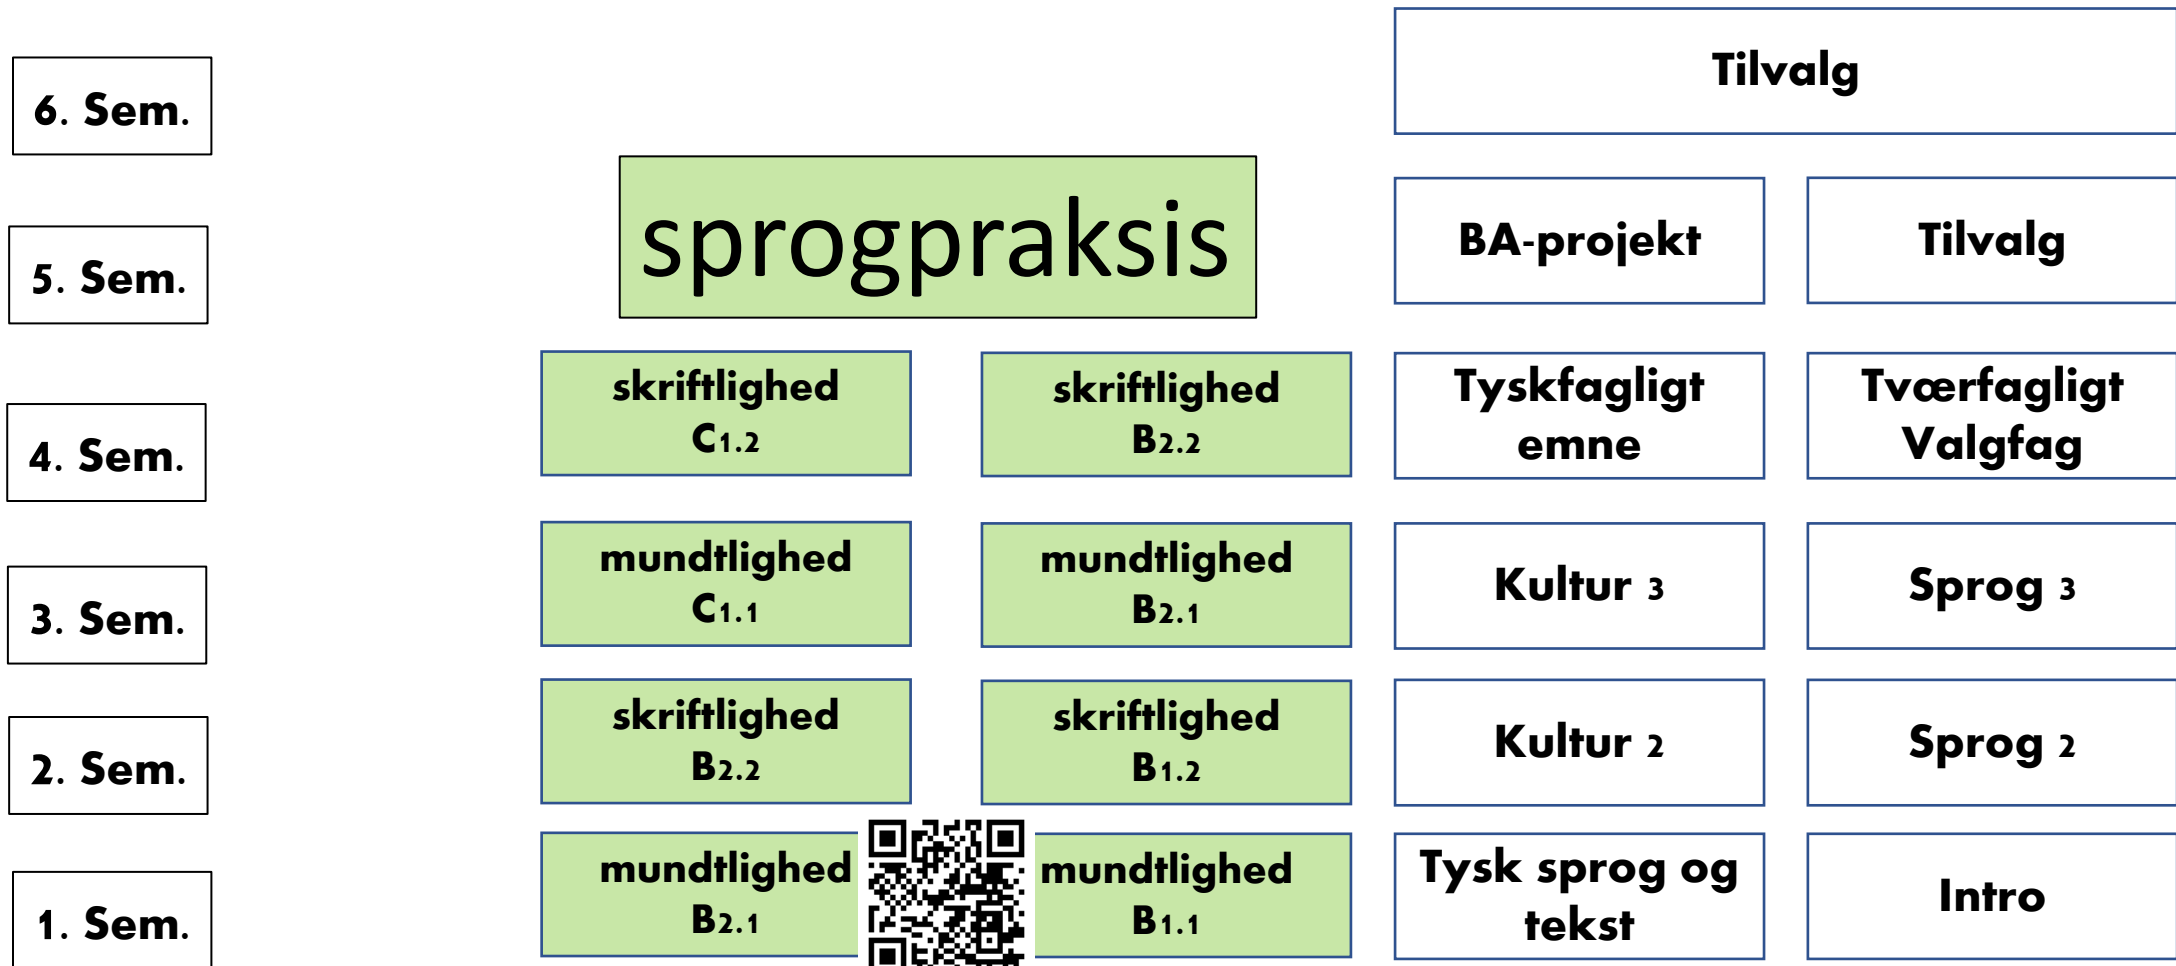 Tilvalg
6. Sem.
sprogpraksis
BA-projekt
Tilvalg
5. Sem.
skriftlighed
C1.2
skriftlighed
B2.2
Tyskfagligt
emne
Tværfagligt
Valgfag
4. Sem.
mundtlighed
C1.1
mundtlighed
B2.1
Kultur 3
Sprog 3
3. Sem.
skriftlighed
B2.2
skriftlighed
B1.2
Kultur 2
Sprog 2
2. Sem.
mundtlighed
B2.1
mundtlighed
B1.1
Tysk sprog og
tekst
Intro
1. Sem.